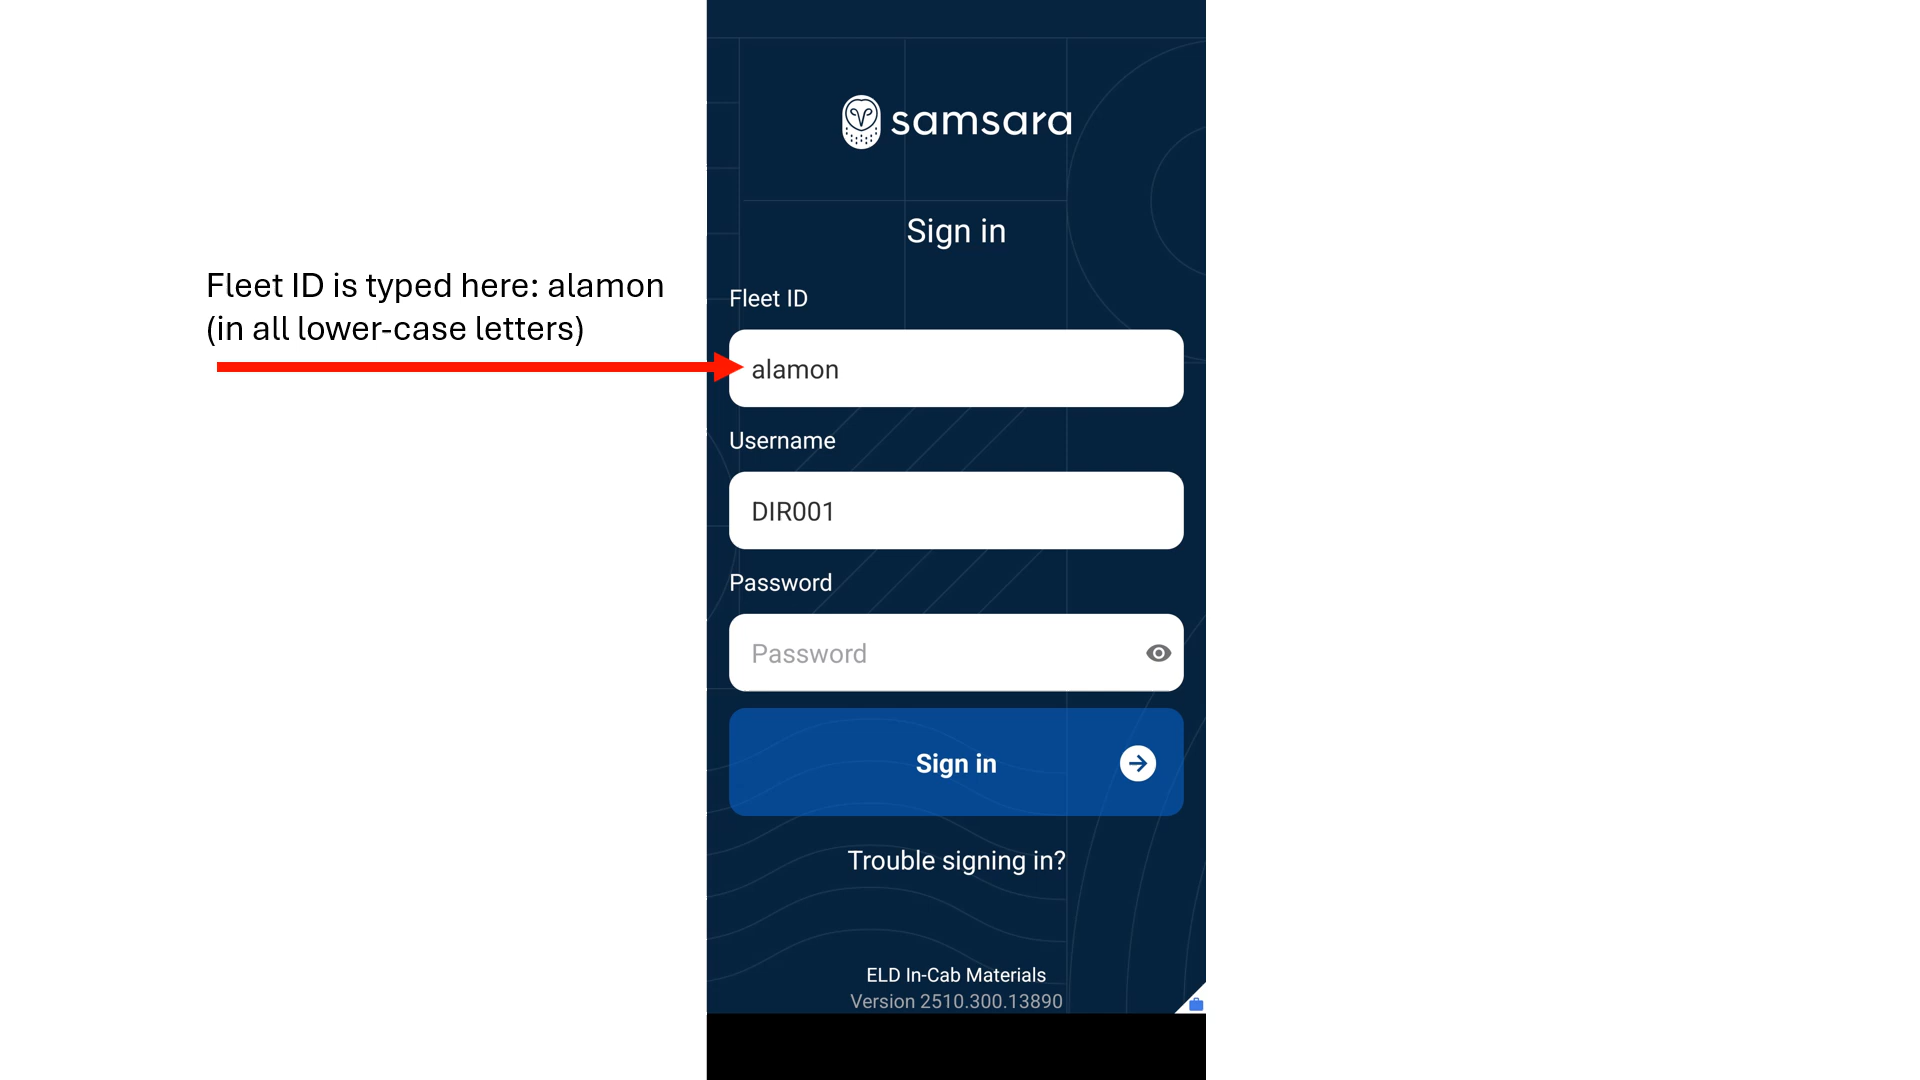 samsara
Sign in
Fleet ID is typed here: alamon
(in all lower-case letters)
Fleet ID
alamon
Username
DIR001
Password
Password
Sign in
Trouble signing in?
ELD In-Cab Materials
Version 2510.300.13890